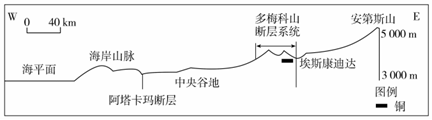 W
E
0 40 km
多梅科山
断层系统
安第斯山
5 000 m
海岸山脉
海平面
中央谷地
埃斯康迪达
阿塔卡玛断层
3 000 m
图例
铜